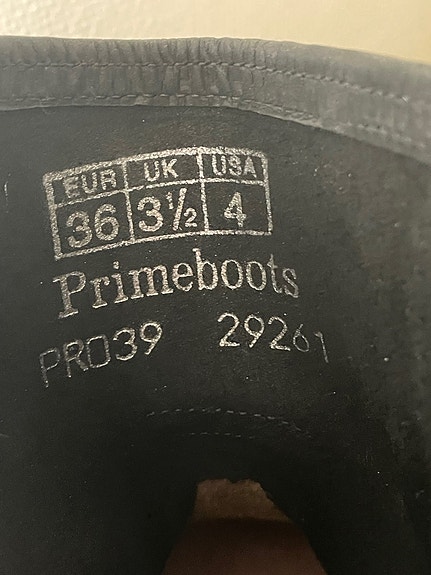 EUR UK USA
36 3½ 4
Primeboots
PRO39 29261